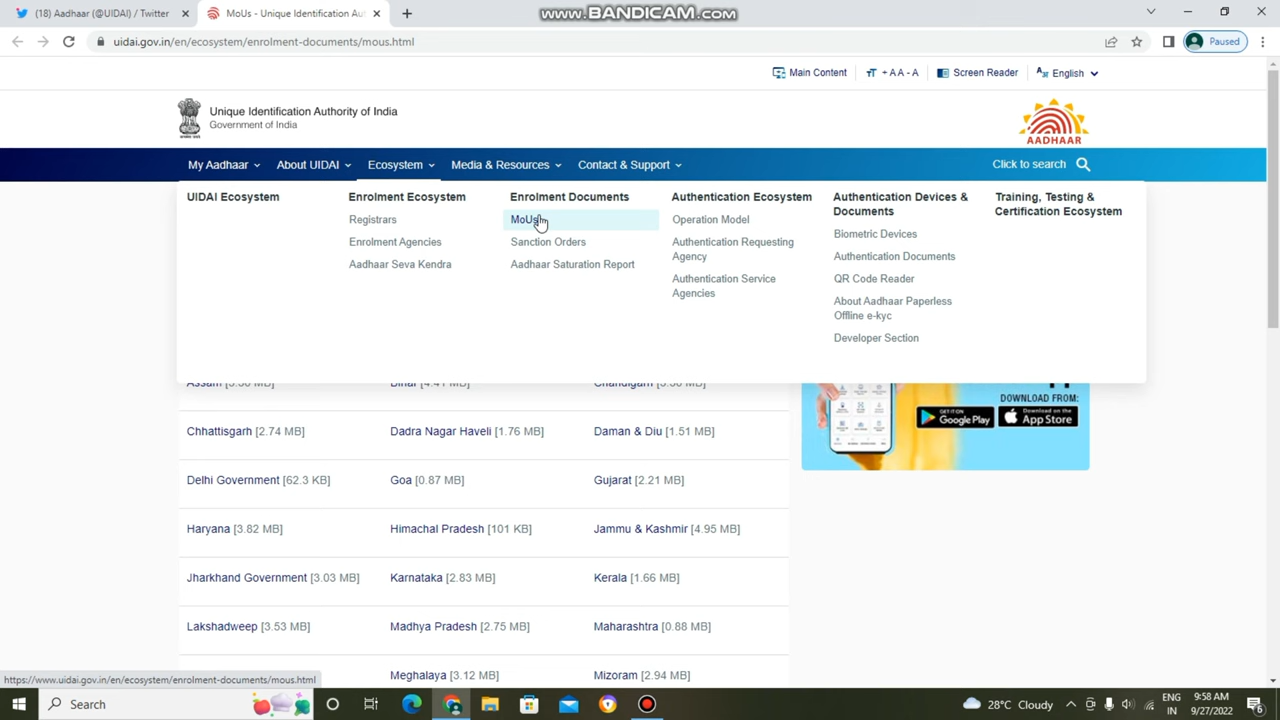 (18) Aadhaar (@UIDAI) / Twitter
MoUs - Unique Identification Aut
www.BANDICAM.com
uidai.gov.in/en/ecosystem/enrolment-documents/mous.html
Paused
Main Content
+ A A - A
Screen Reader
English
Unique Identification Authority of India
Government of India
AADHAAR
My Aadhaar
About UIDAI
Ecosystem
Media & Resources
Contact & Support
Click to search
UIDAI Ecosystem
Enrolment Ecosystem
Registrars
Enrolment Agencies
Aadhaar Seva Kendra
Enrolment Documents
MoUs
Sanction Orders
Aadhaar Saturation Report
Authentication Ecosystem
Operation Model
Authentication Requesting
Agency
Authentication Service
Agencies
Authentication Devices &
Documents
Biometric Devices
Authentication Documents
QR Code Reader
About Aadhaar Paperless
Offline e-kyc
Developer Section
Training, Testing &
Certification Ecosystem
DOWNLOAD FROM:
GET IT ON
Google Play
App Store
Chhattisgarh [2.74 MB]
Dadra Nagar Haveli [1.76 MB]
Daman & Diu [1.51 MB]
Delhi Government [62.3 KB]
Goa [0.87 MB]
Gujarat [2.21 MB]
Haryana [3.82 MB]
Himachal Pradesh [101 KB]
Jammu & Kashmir [4.95 MB]
Jharkhand Government [3.03 MB]
Karnataka [2.83 MB]
Kerala [1.66 MB]
Lakshadweep [3.53 MB]
Madhya Pradesh [2.75 MB]
Maharashtra [0.88 MB]
Meghalaya [3.12 MB]
Mizoram [2.94 MB]
https://www.uidai.gov.in/en/ecosystem/enrolment-documents/mous.html
Search
28°C Cloudy
ENG
IN
9:58 AM
9/27/2022
6